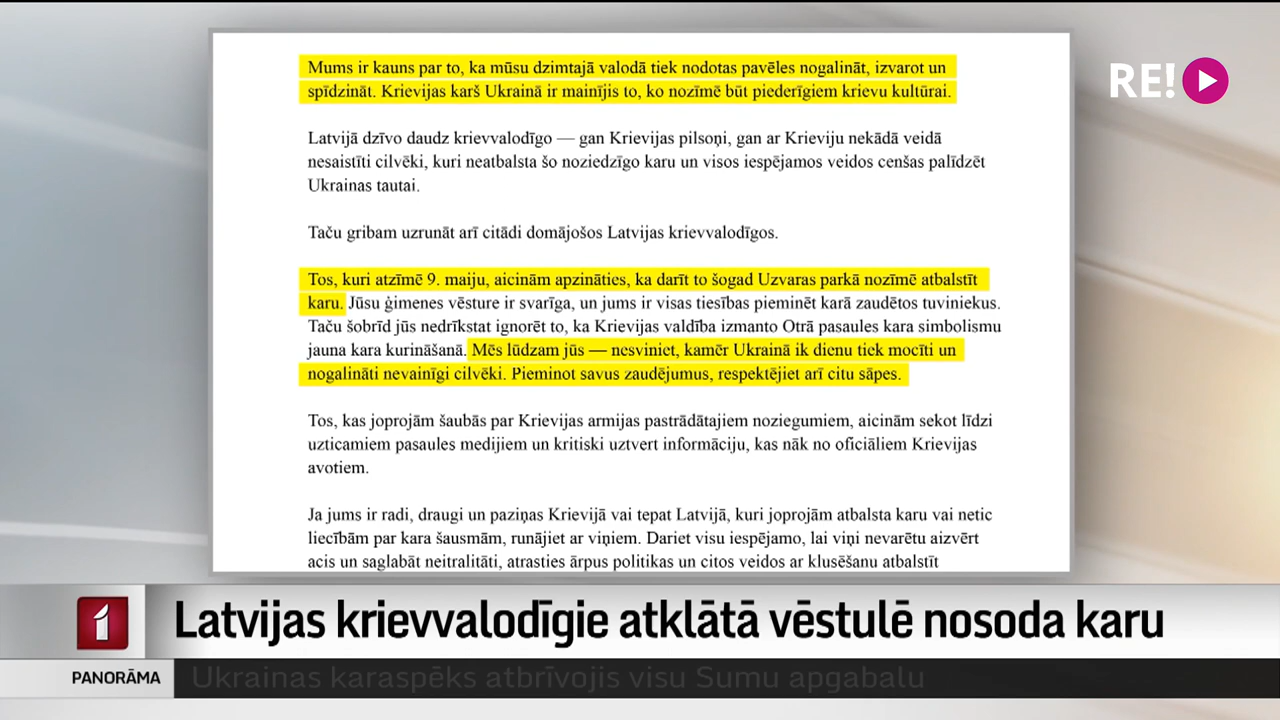 Mums ir kauns par to, ka mūsu dzimtajā valodā tiek nodotas pavēles nogalināt, izvarot un
spīdzināt. Krievijas karš Ukrainā ir mainījis to, ko nozīmē būt piederīgiem krievu kultūrai.
RE!
Latvijā dzīvo daudz krievvalodīgo — gan Krievijas pilsoņi, gan ar Krieviju nekādā veidā
nesaistīti cilvēki, kuri neatbalsta šo noziedzīgo karu un visos iespējamos veidos cenšas palīdzēt
Ukrainas tautai.
Taču gribam uzrunāt arī citādi domājošos Latvijas krievvalodīgos.
Tos, kuri atzīmē 9. maiju, aicinām apzināties, ka darīt to šogad Uzvaras parkā nozīmē atbalstīt
karu. Jūsu ģimenes vēsture ir svarīga, un jums ir visas tiesības pieminēt karā zaudētos tuviniekus.
Taču šobrīd jūs nedrīkstat ignorēt to, ka Krievijas valdība izmanto Otrā pasaules kara simbolismu
jauna kara kurināšanā. Mēs lūdzam jūs — nesviniet, kamēr Ukrainā ik dienu tiek mocīti un
nogalināti nevainīgi cilvēki. Pieminot savus zaudējumus, respektējiet arī citu sāpes.
Tos, kas joprojām šaubās par Krievijas armijas pastrādātajiem noziegumiem, aicinām sekot līdzi
uzticamiem pasaules medijiem un kritiski uztvert informāciju, kas nāk no oficiāliem Krievijas
avotiem.
Ja jums ir radi, draugi un paziņas Krievijā vai tepat Latvijā, kuri joprojām atbalsta karu vai netic
liecībām par kara šausmām, runājiet ar viņiem. Dariet visu iespējamo, lai viņi nevarētu aizvērt
acis un saglabāt neitralitāti, atrasties ārpus politikas un citos veidos ar klusēšanu atbalstīt
1
Latvijas krievvalodīgie atklātā vēstulē nosoda karu
PANORĀMA
Ukrainas karaspēks atbrīvojis visu Sumu apgabalu